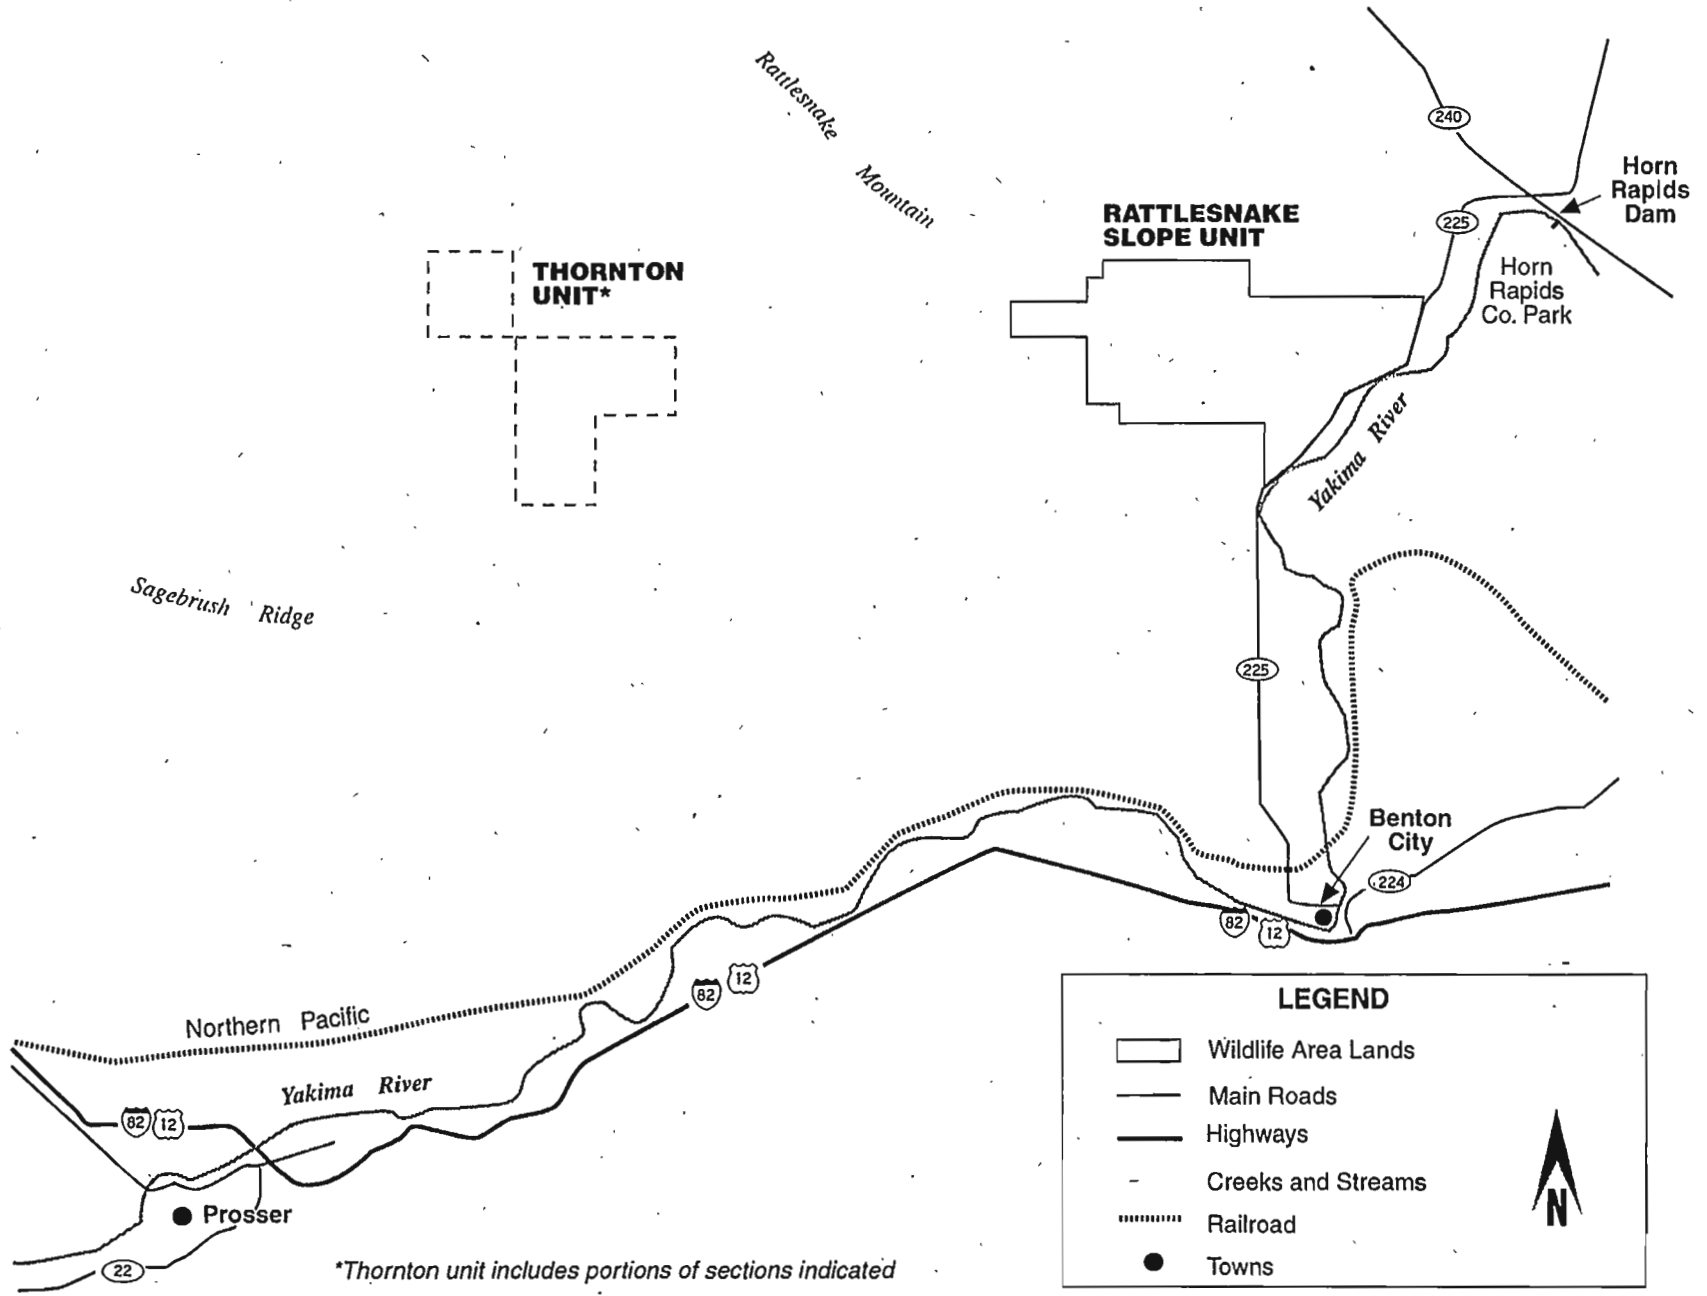 Rattlesnake
Mountain
240
Horn
Rapids
Dam
RATTLESNAKE
SLOPE UNIT
225
THORNTON
UNIT*
Horn
Rapids
Co. Park
Yakima River
Sagebrush Ridge
225
Benton
City
224
82
12
82
12
LEGEND
Wildlife Area Lands
Main Roads
Highways
Creeks and Streams
Railroad
Towns
N
Northern Pacific
Yakima River
82
12
Prosser
22
*Thornton unit includes portions of sections indicated